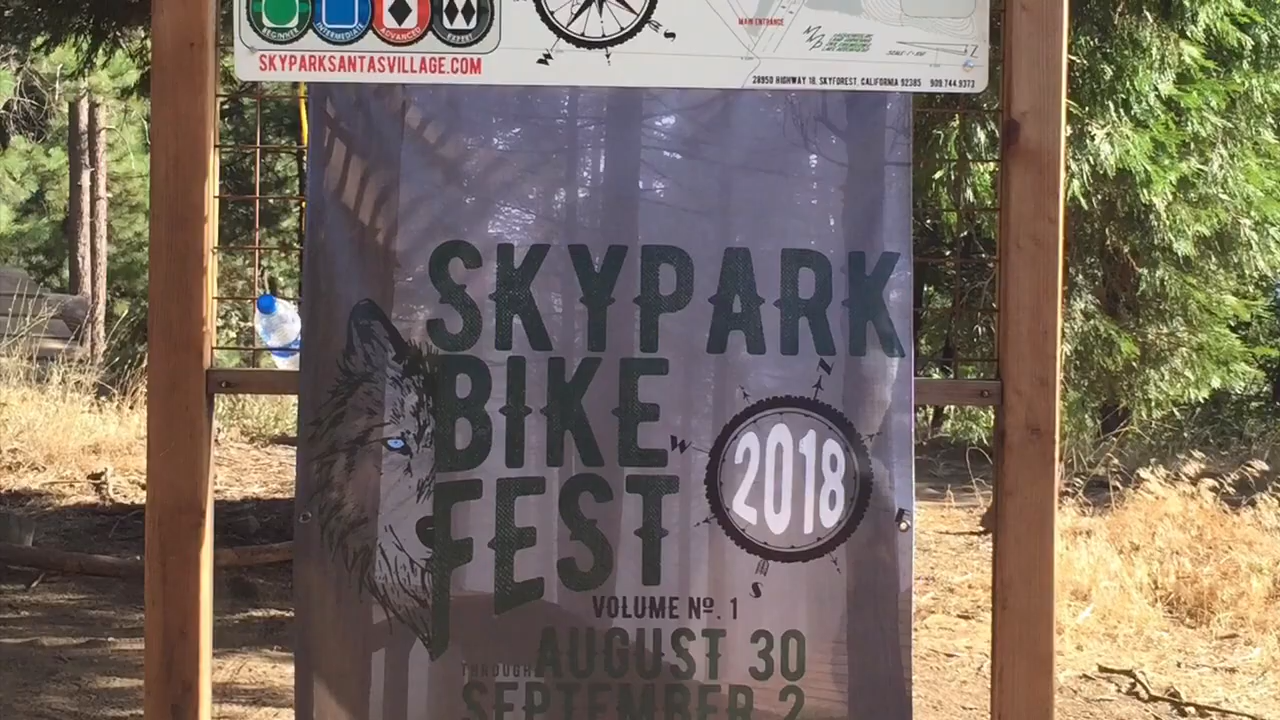 BEGINNER INTERMEDIATE ADVANCED EXPERT
SKYPARKSANTASVILLAGE.COM
MAIN ENTRANCE
28950 HIGHWAY 18, SKYFOREST, CALIFORNIA 92385 909.744.9373
SKYPARK
BIKE
FEST
N
W
2018
S
VOLUME Nº. 1
AUGUST 30
THROUGH
SEPTEMBER 2